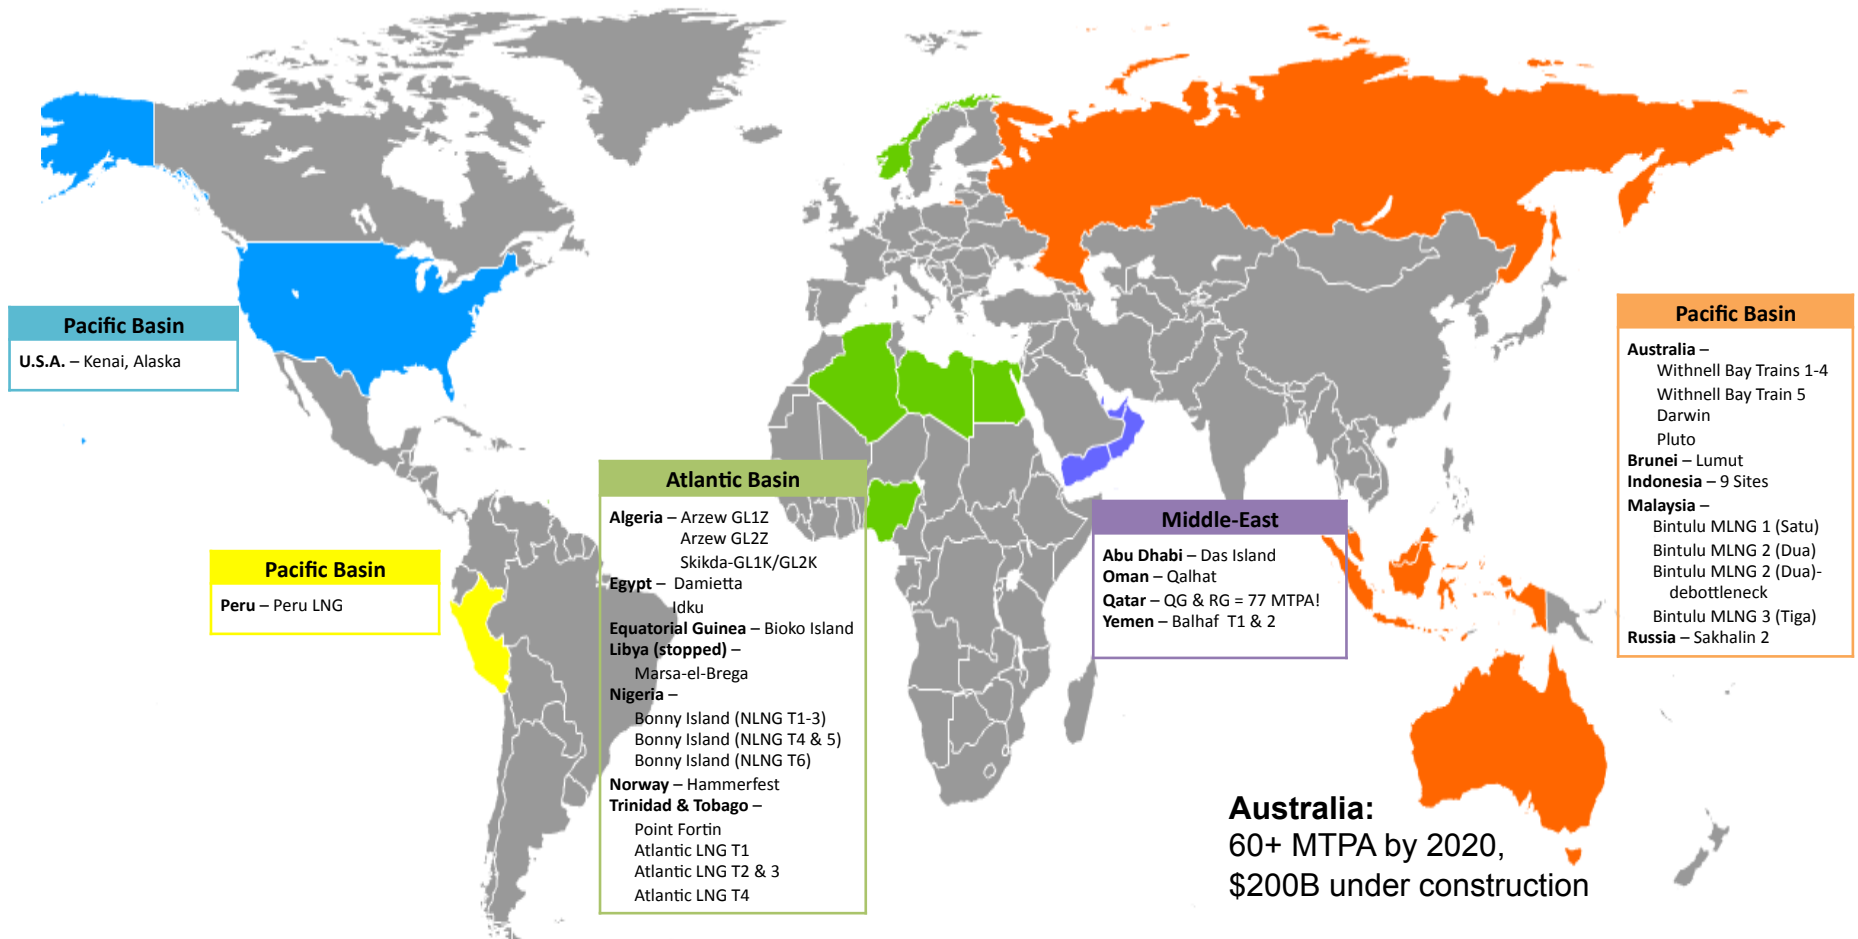 Pacific Basin
U.S.A. – Kenai, Alaska
Pacific Basin
Peru – Peru LNG
Atlantic Basin
Algeria – Arzew GL1Z
Arzew GL2Z
Skikda-GL1K/GL2K
Egypt – Damietta
Idku
Equatorial Guinea – Bioko Island
Libya (stopped) –
Marsa-el-Brega
Nigeria –
Bonny Island (NLNG T1-3)
Bonny Island (NLNG T4 & 5)
Bonny Island (NLNG T6)
Norway – Hammerfest
Trinidad & Tobago –
Point Fortin
Atlantic LNG T1
Atlantic LNG T2 & 3
Atlantic LNG T4
Middle-East
Abu Dhabi – Das Island
Oman – Qalhat
Qatar – QG & RG = 77 MTPA!
Yemen – Balhaf T1 & 2
Pacific Basin
Australia –
Withnell Bay Trains 1-4
Withnell Bay Train 5
Darwin
Pluto
Brunei – Lumut
Indonesia – 9 Sites
Malaysia –
Bintulu MLNG 1 (Satu)
Bintulu MLNG 2 (Dua)
Bintulu MLNG 2 (Dua)-
debottleneck
Bintulu MLNG 3 (Tiga)
Russia – Sakhalin 2
Australia:
60+ MTPA by 2020,
$200B under construction